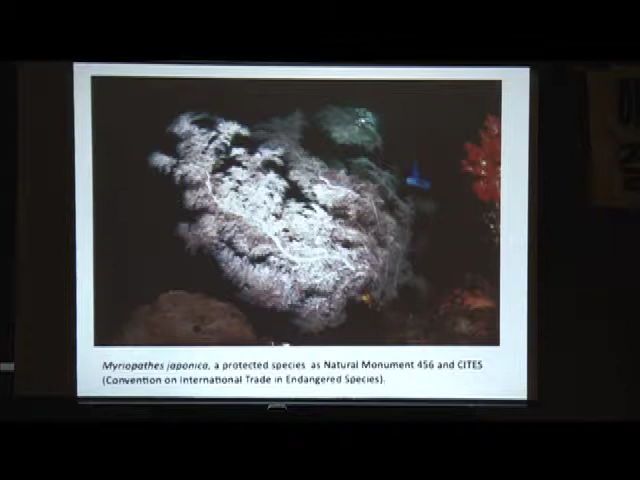 Myriopathes japonica, a protected species as Natural Monument 456 and CITES
(Convention on International Trade in Endangered Species).